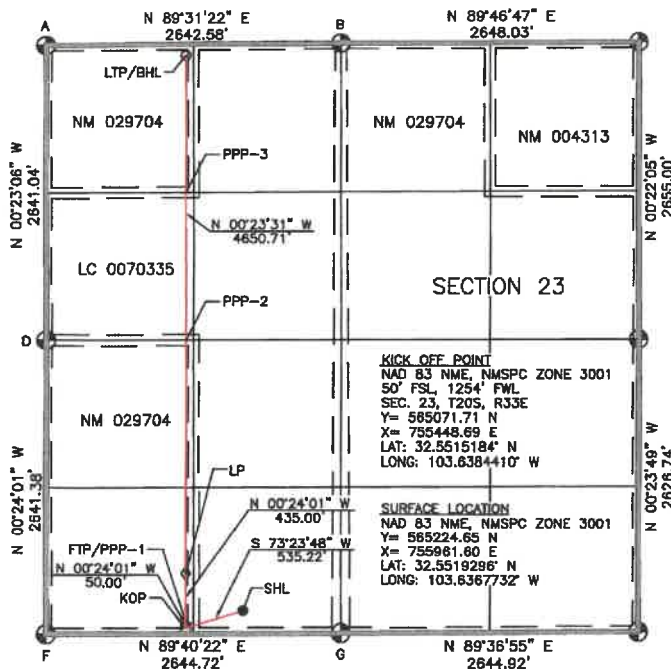 A
N 89°31'22" E
2642.58'
B
N 89°46'47" E
2648.03'
LTP/BHL
NM 029704
NM 029704
NM 004313
N 00°23'06" W
2641.04'
N 00°22'05" W
2655.00'
PPP-3
N 00°23'31" W
4650.71'
LC 0070335
SECTION 23
PPP-2
D
KICK OFF POINT
NAD 83 NME, NMSPC ZONE 3001
50' FSL, 1254' FWL
SEC. 23, T20S, R33E
Y= 565071.71 N
X= 755448.69 E
LAT: 32.5515184° N
LONG: 103.6384410° W
NM 029704
N 00°24'01" W
2641.38'
N 00°23'49" W
2626.74'
LP
N 00°24'01" W
435.00'
SURFACE LOCATION
NAD 83 NME, NMSPC ZONE 3001
Y= 565224.65 N
X= 755961.60 E
LAT: 32.5519296° N
LONG: 103.6367732° W
FTP/PPP-1
S 73°23'48" W
535.22'
N 00°24'01" W
50.00'
KOP
SHL
F
N 89°40'22" E
2644.72'
G
N 89°36'55" E
2644.92'